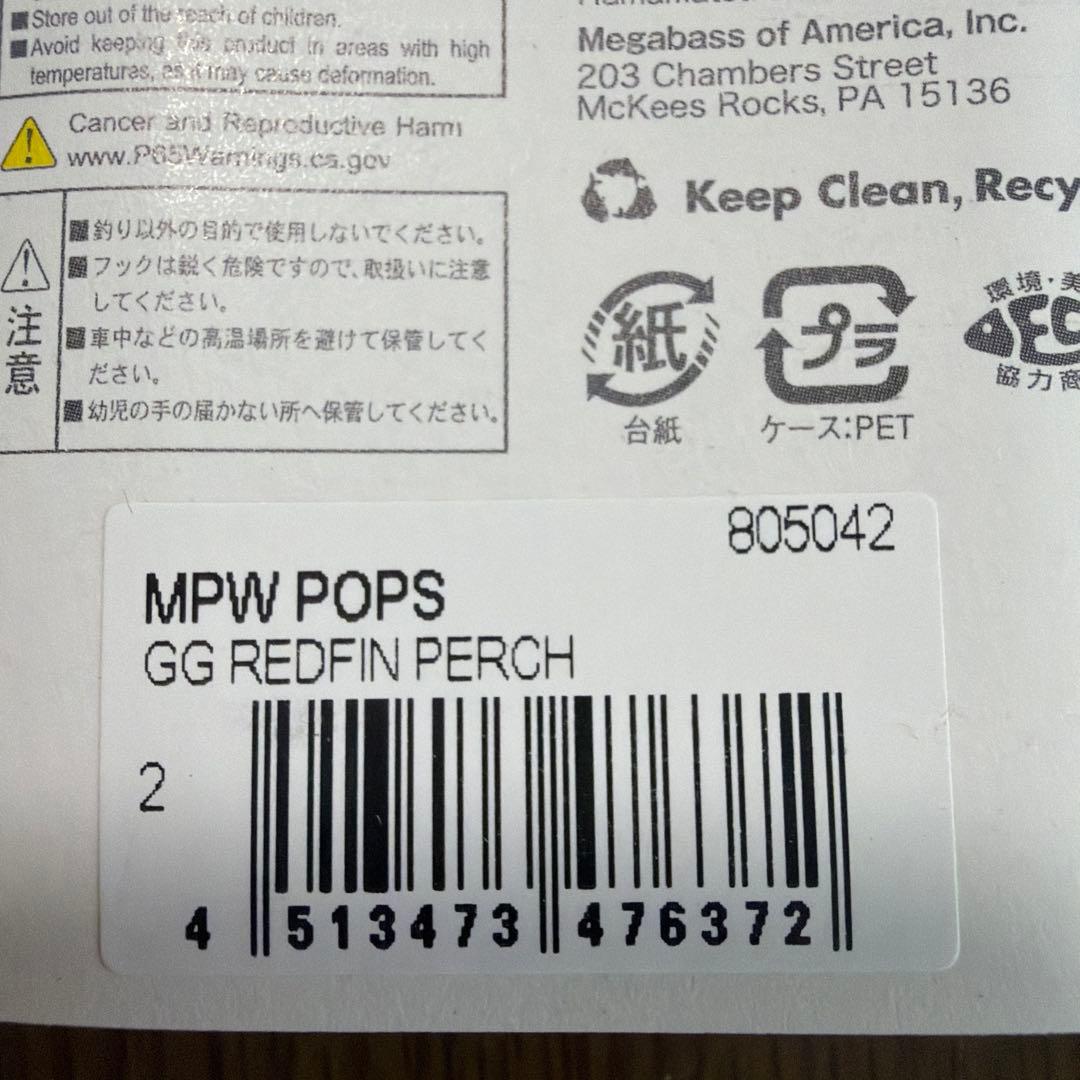 ■Store out of the reach of children.
■Avoid keeping this product in areas with high
temperatures, as it may cause deformation.
Cancer and Reproductive Harm
www.P65Warnings.ca.gov
注意
■釣り以外の目的で使用しないでください。
■フックは鋭く危険ですので、取扱いに注意
してください。
■車中などの高温場所を避けて保管してく
ださい。
■幼児の手の届かない所へ保管してください。
Megabass of America, Inc.
203 Chambers Street
McKees Rocks, PA 15136
Keep Clean, Recy
紙
台紙
プラ
ケース:PET
環境・美
EC
協力商
805042
MPW POPS
GG REDFIN PERCH
2
4 513473 476372